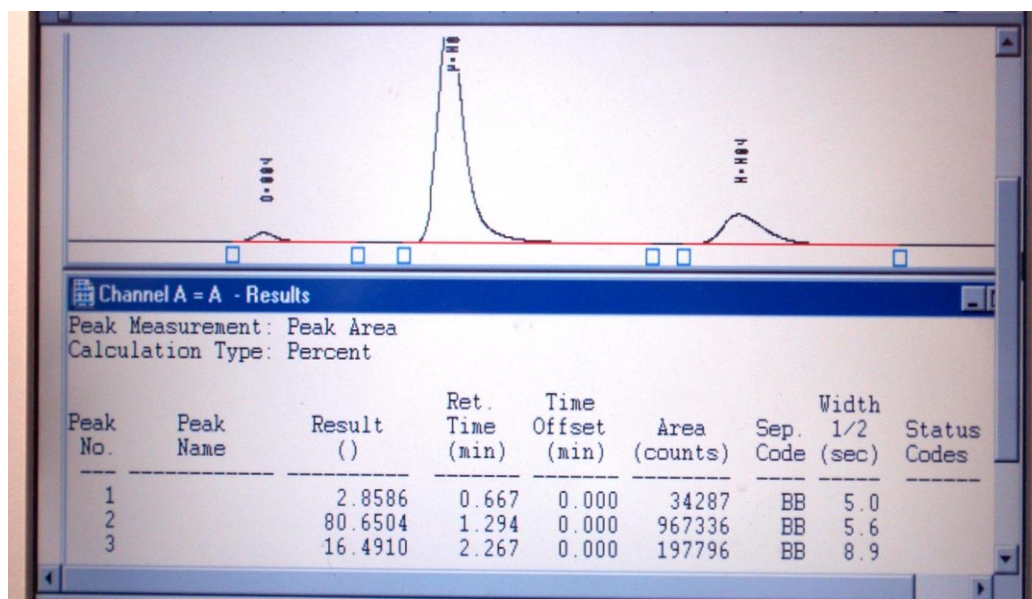 Channel A = A - Results
Peak Measurement: Peak Area
Calculation Type: Percent
Ret. Time Width
Peak Peak Result Time Offset Area Sep. 1/2 Status
No. Name () (min) (min) (counts) Code (sec) Codes
1 2.8586 0.667 0.000 34287 BB 5.0
2 80.6504 1.294 0.000 967336 BB 5.6
3 16.4910 2.267 0.000 197796 BB 8.9